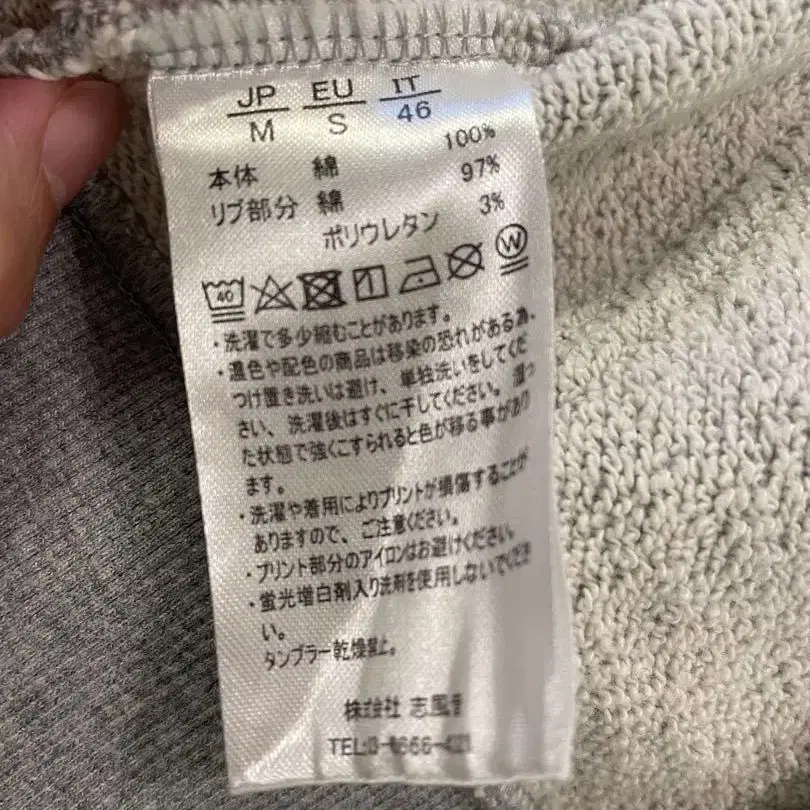 JP EU IT
M S 46
本体 綿 100%
リブ部分 綿 97%
ポリウレタン 3%
40 W
・洗濯で多少縮むことがあります。
・濃色や配色の商品は移染の恐れがある為、
つけ置き洗いは避け、単独洗いをしてくだ
さい、洗濯後はすぐに干してください。湿っ
た状態で強くこすられると色が移る事があり
ます。
・洗濯や着用によりプリントが損傷することが
ありますので、ご注意ください。
・プリント部分のアイロンはお避けください。
・蛍光増白剤入り洗剤を使用しないでくださ
い。
タンブラー乾燥禁止。
株式会社 志風音
TEL: